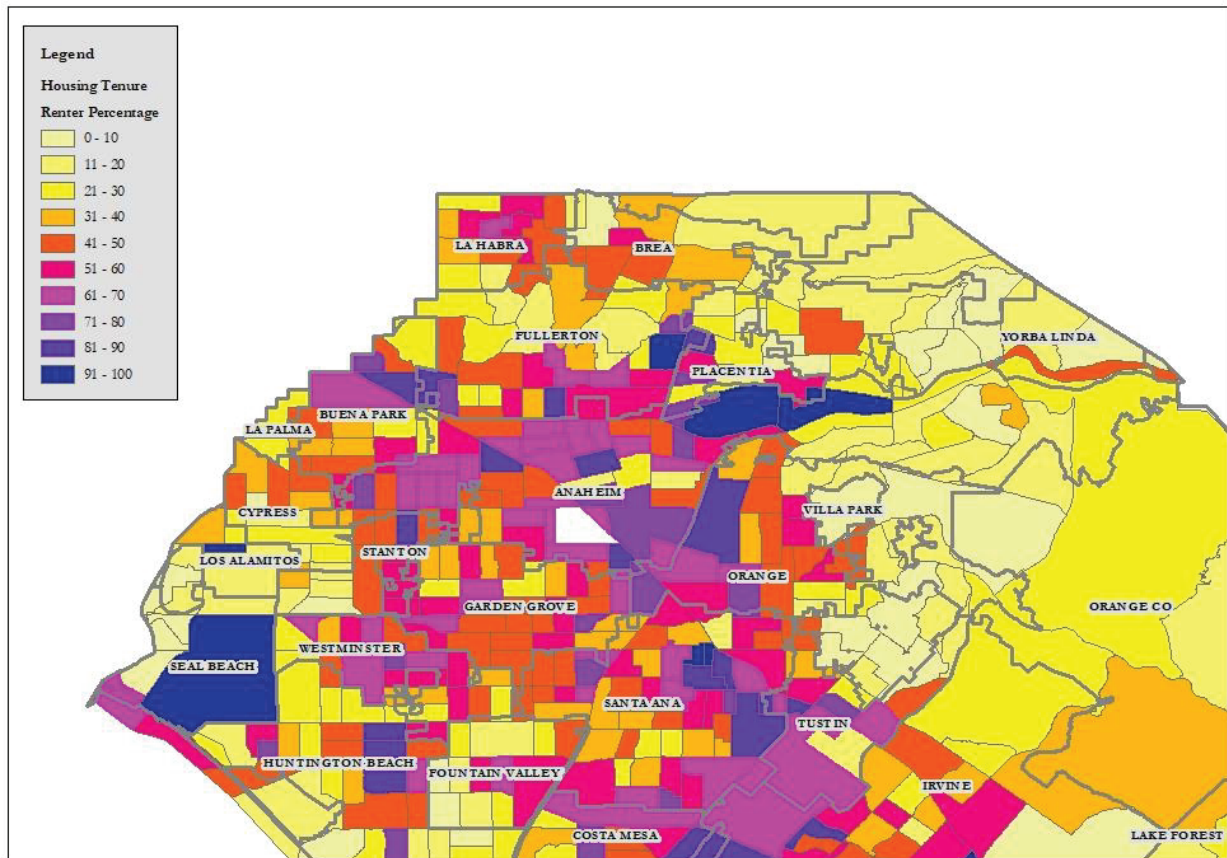 Legend
Housing Tenure
Renter Percentage
0 - 10
11 - 20
21 - 30
31 - 40
41 - 50
51 - 60
61 - 70
71 - 80
81 - 90
91 - 100
LA HABRA
BREA
FULLERTON
YORBA LINDA
PLACENTIA
BUENA PARK
LA PALMA
ANAHEIM
CYPRESS
VILLA PARK
STANTON
LOS ALAMITOS
ORANGE
GARDEN GROVE
ORANGE CO
WESTMINSTER
SEAL BEACH
SANTA ANA
TUSTIN
HUNTINGTON BEACH
FOUNTAIN VALLEY
IRVINE
COSTA MESA
LAKE FOREST